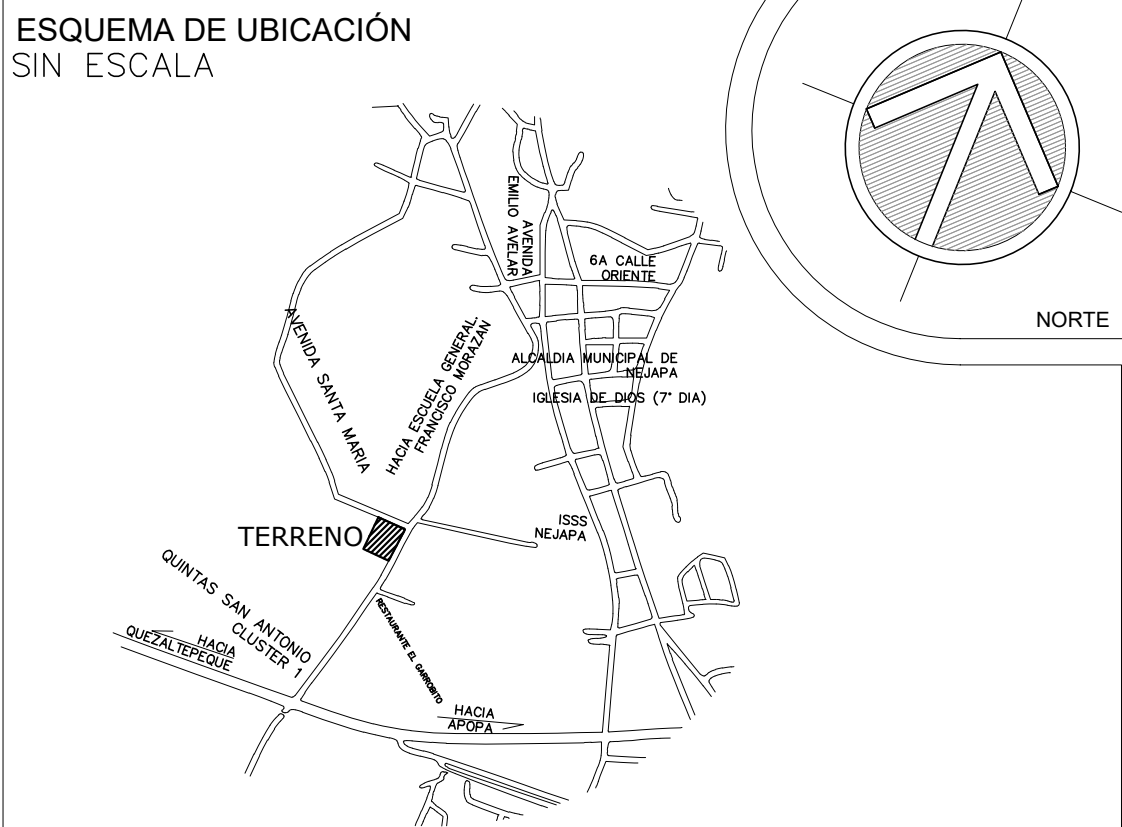 ESQUEMA DE UBICACIÓN
SIN ESCALA
NORTE
AVENIDA
EMILIO AVELAR
6A CALLE
ORIENTE
AVENIDA SANTA MARIA
HACIA ESCUELA GENERAL.
FRANCISCO MORAZAN
ALCALDIA MUNICIPAL DE
NEJAPA
IGLESIA DE DIOS (7° DIA)
ISSS
NEJAPA
TERRENO
QUINTAS SAN ANTONIO
CLUSTER 1
HACIA
QUEZALTEPEQUE
RESTAURANTE EL GARROBITO
HACIA
APOPA